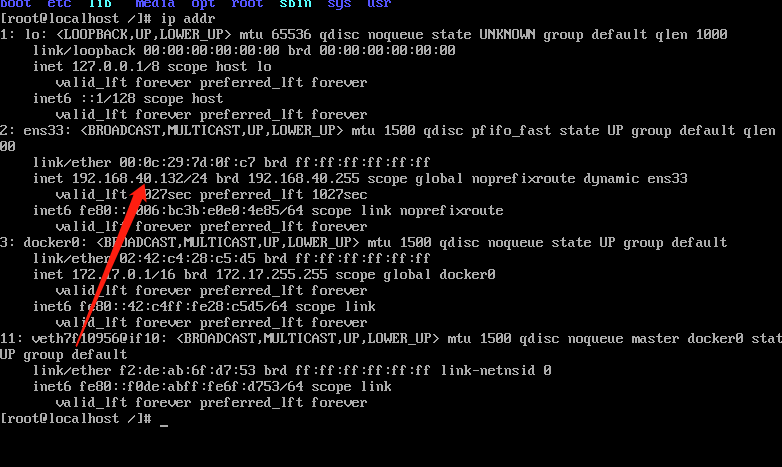 boot etc lib media opt root sbin sys usr
[root@localhost /]# ip addr
1: lo: <LOOPBACK,UP,LOWER_UP> mtu 65536 qdisc noqueue state UNKNOWN group default qlen 1000
    link/loopback 00:00:00:00:00:00 brd 00:00:00:00:00:00
    inet 127.0.0.1/8 scope host lo
       valid_lft forever preferred_lft forever
    inet6 ::1/128 scope host
       valid_lft forever preferred_lft forever
2: ens33: <BROADCAST,MULTICAST,UP,LOWER_UP> mtu 1500 qdisc pfifo_fast state UP group default qlen
00
    link/ether 00:0c:29:7d:0f:c7 brd ff:ff:ff:ff:ff:ff
    inet 192.168.40.132/24 brd 192.168.40.255 scope global noprefixroute dynamic ens33
       valid_lft 1027sec preferred_lft 1027sec
    inet6 006:bc3b:e0e0:4e85/64 scope link noprefixroute
       valid_lft forever preferred_lft forever
3: docker0: <BROADCAST,MULTICAST,UP,LOWER_UP> mtu 1500 qdisc noqueue state UP group default
    link/ether 02:42:c4:28:c5:d5 brd ff:ff:ff:ff:ff:ff
    inet 172.17.0.1/16 brd 172.17.255.255 scope global docker0
       valid_lft forever preferred_lft forever
    inet6 fe80::42:c4ff:fe28:c5d5/64 scope link
       valid_lft forever preferred_lft forever
11: veth7f10956@if10: <BROADCAST,MULTICAST,UP,LOWER_UP> mtu 1500 qdisc noqueue master docker0 stat
UP group default
    link/ether f2:de:ab:6f:d7:53 brd ff:ff:ff:ff:ff:ff link-netnsid 0
    inet6 fe80::f0de:abff:fe6f:d753/64 scope link
       valid_lft forever preferred_lft forever
[root@localhost /]# _